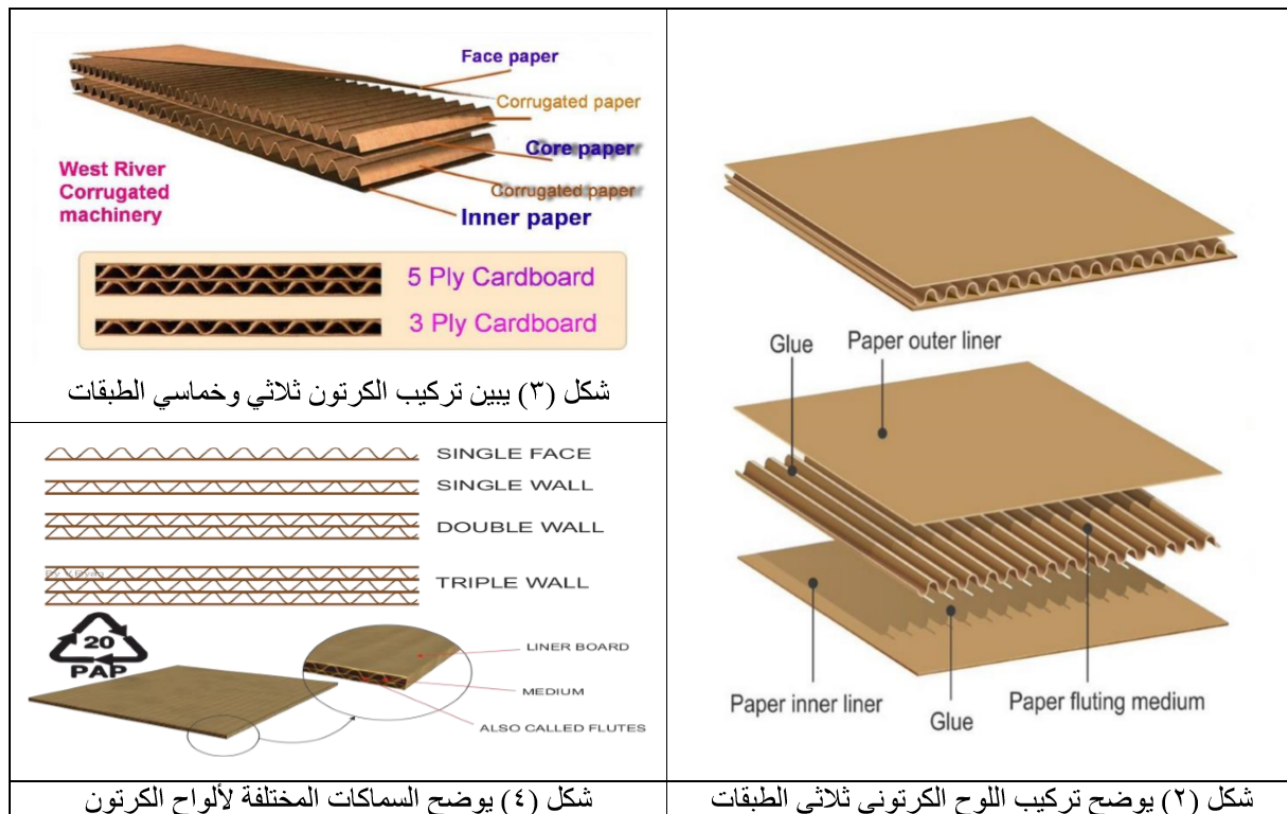 Face paper
Corrugated paper
Core paper
Corrugated paper
Inner paper
West River
Corrugated
machinery
5 Ply Cardboard
3 Ply Cardboard
شكل (٣) يبين تركيب الكرتون ثلاثي وخماسي الطبقات
SINGLE FACE
SINGLE WALL
DOUBLE WALL
TRIPLE WALL
20
PAP
LINER BOARD
MEDIUM
ALSO CALLED FLUTES
شكل (٤) يوضح السماكات المختلفة لألواح الكرتون
Glue
Paper outer liner
Paper inner liner
Glue
Paper fluting medium
شكل (٢) يوضح تركيب اللوح الكرتوني ثلاثي الطبقات